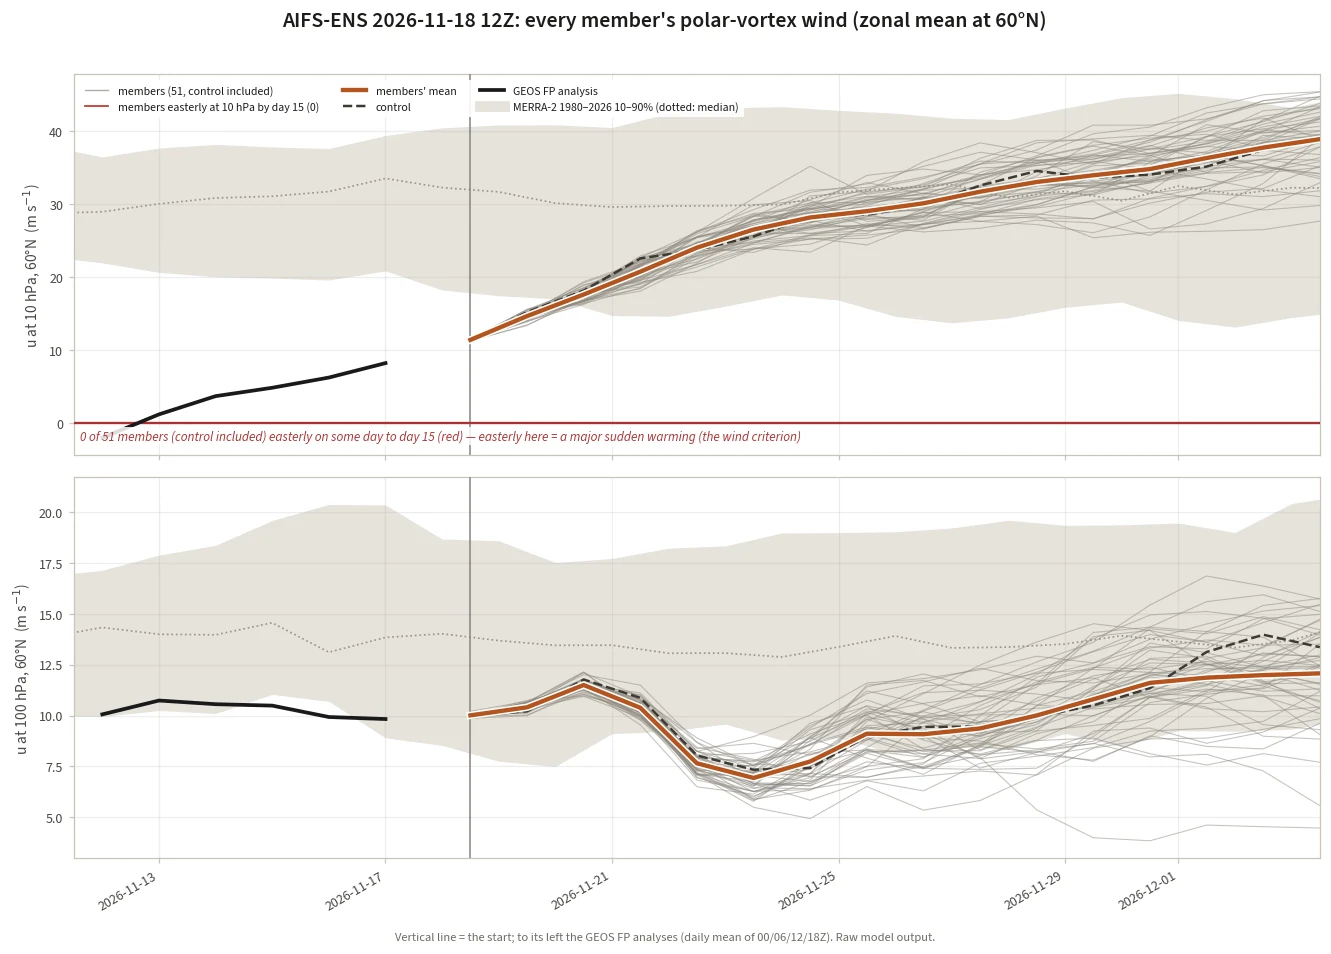 AIFS-ENS 2026-11-18 12Z: every member's polar-vortex wind (zonal mean at 60°N)
members (51, control included)
members easterly at 10 hPa by day 15 (0)
members' mean
control
GEOS FP analysis
MERRA-2 1980–2026 10–90% (dotted: median)
u at 10 hPa, 60°N (m s⁻¹)
40
30
20
10
0
0 of 51 members (control included) easterly on some day to day 15 (red) — easterly here = a major sudden warming (the wind criterion)
u at 100 hPa, 60°N (m s⁻¹)
20.0
17.5
15.0
12.5
10.0
7.5
5.0
2026-11-13
2026-11-17
2026-11-21
2026-11-25
2026-11-29
2026-12-01
Vertical line = the start; to its left the GEOS FP analyses (daily mean of 00/06/12/18Z). Raw model output.